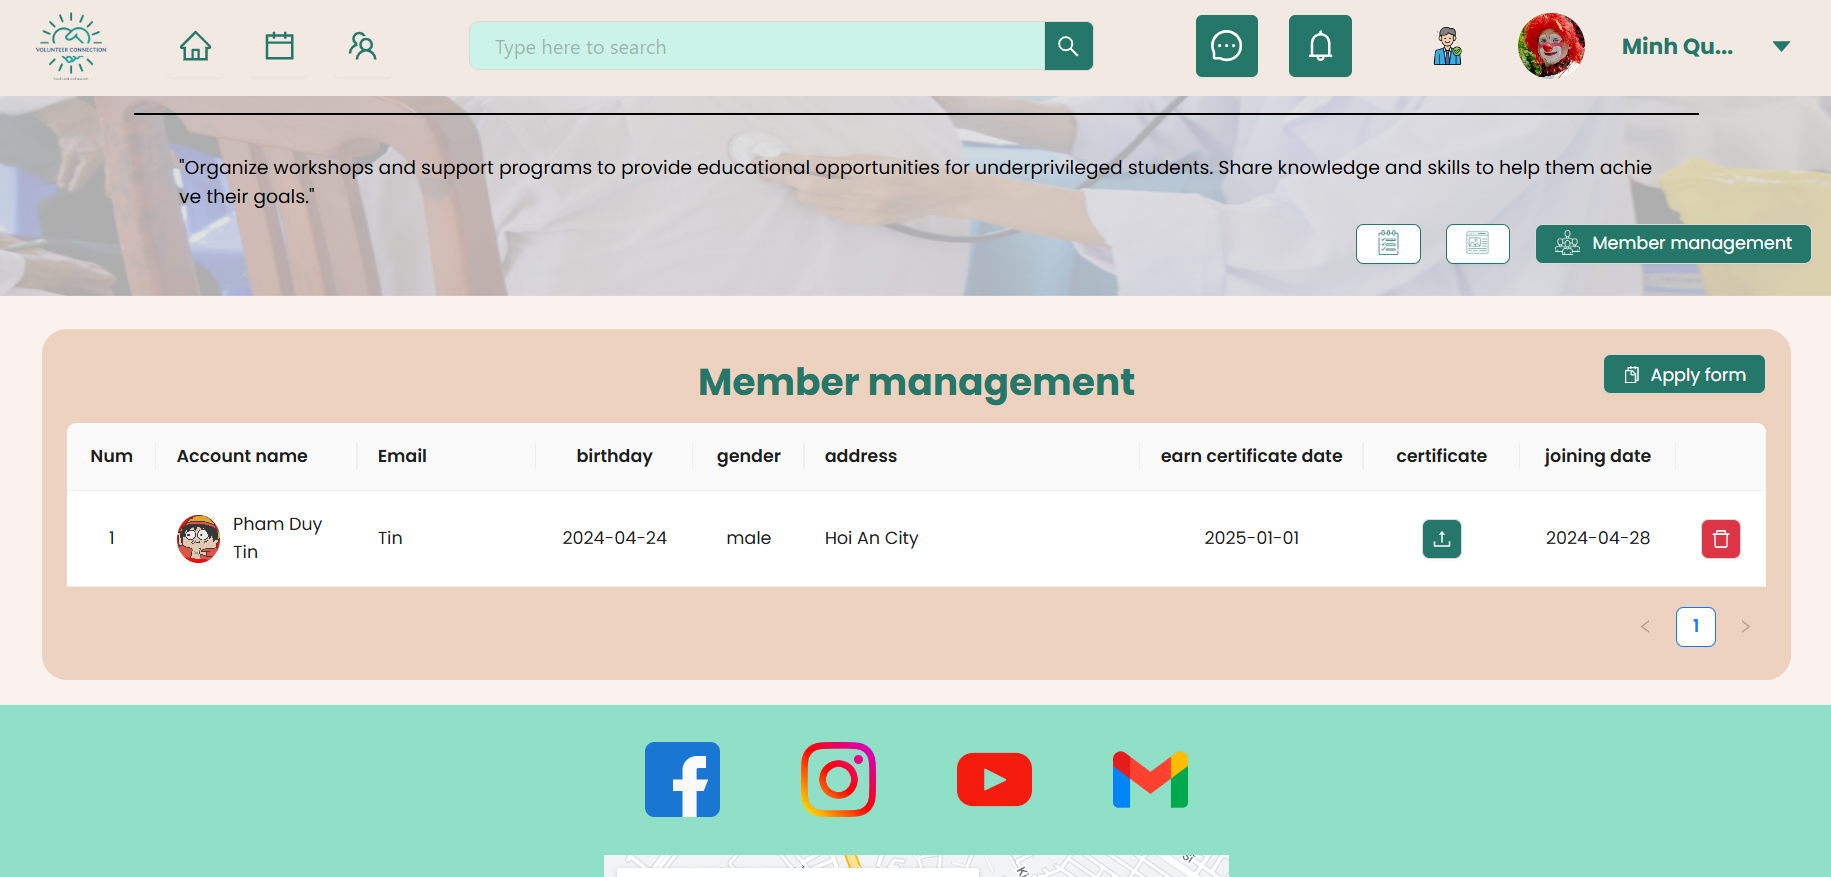 VOLUNTEER CONNECTION
Type here to search
Minh Qu...
"Organize workshops and support programs to provide educational opportunities for underprivileged students. Share knowledge and skills to help them achie
ve their goals."
Member management
Member management
Apply form
Num Account name Email birthday gender address earn certificate date certificate joining date
1 Pham Duy Tin Tin 2024-04-24 male Hoi An City 2025-01-01 2024-04-28
< 1 >